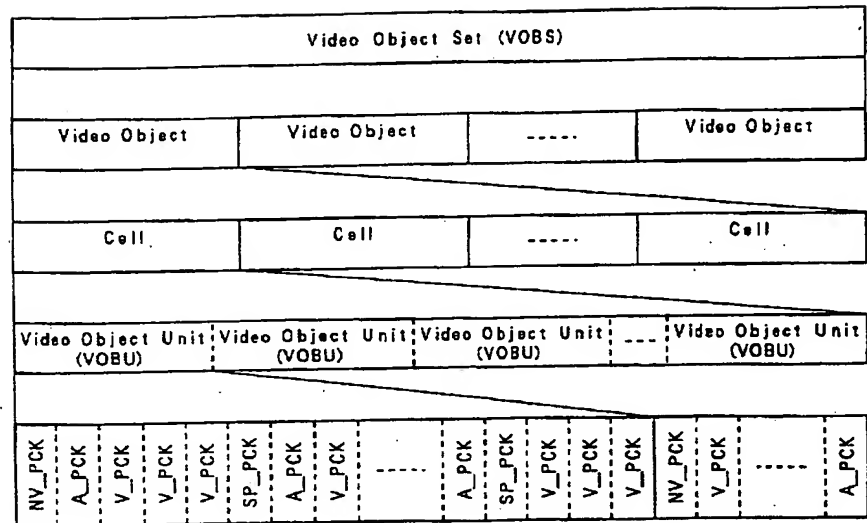 Video Object Set (VOBS)
Video Object Video Object ----- Video Object
Cell Cell ----- Cell
Video Object Unit Video Object Unit Video Object Unit ---- Video Object Unit
(VOBU) (VOBU) (VOBU) (VOBU)
NV_PCK A_PCK V_PCK V_PCK V_PCK SP_PCK A_PCK V_PCK ----- A_PCK SP_PCK V_PCK V_PCK V_PCK NV_PCK V_PCK ----- A_PCK